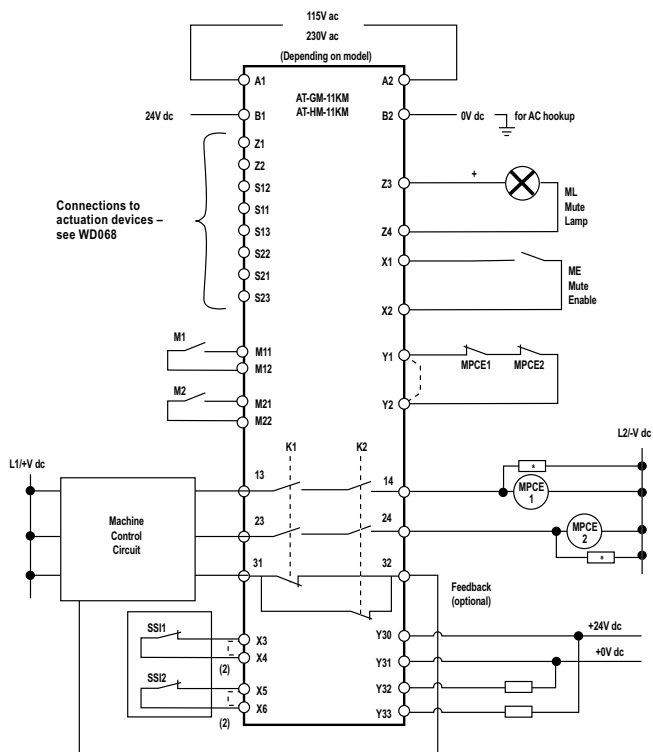 115V ac
230V ac
(Depending on model)
A1
A2
AT-GM-11KM
AT-HM-11KM
24V dc
B1
B2
0V dc
for AC hookup
Z1
Z2
S12
S11
S13
S22
S21
S23
Connections to
actuation devices –
see WD068
Z3
+
ML
Mute
Lamp
Z4
X1
ME
Mute
Enable
X2
M1
M11
M12
M2
M21
M22
Y1
MPCE1
MPCE2
Y2
L1/+V dc
L2/-V dc
K1
K2
13
14
*
MPCE
1
23
24
MPCE
2
*
31
32
Machine
Control
Circuit
Feedback
(optional)
SSI1
X3
X4
(2)
SSI2
X5
X6
(2)
Y30
+24V dc
Y31
+0V dc
Y32
Y33